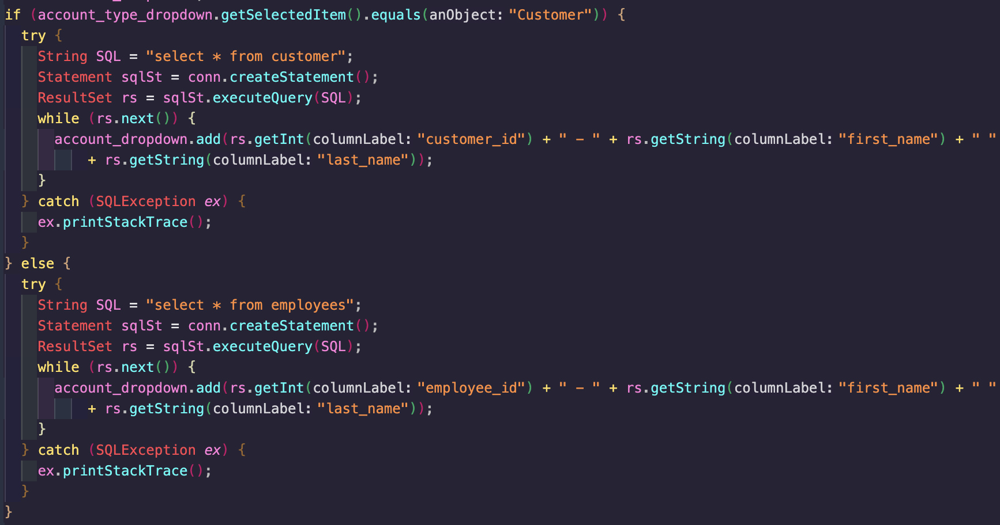 if (account_type_dropdown.getSelectedItem().equals(anObject: "Customer")) {
try {
String SQL = "select * from customer";
Statement sqlSt = conn.createStatement();
ResultSet rs = sqlSt.executeQuery(SQL);
while (rs.next()) {
account_dropdown.add(rs.getInt(columnLabel: "customer_id") + " - " + rs.getString(columnLabel: "first_name") + " "
+ rs.getString(columnLabel: "last_name"));
}
} catch (SQLException ex) {
ex.printStackTrace();
}
} else {
try {
String SQL = "select * from employees";
Statement sqlSt = conn.createStatement();
ResultSet rs = sqlSt.executeQuery(SQL);
while (rs.next()) {
account_dropdown.add(rs.getInt(columnLabel: "employee_id") + " - " + rs.getString(columnLabel: "first_name") + " "
+ rs.getString(columnLabel: "last_name"));
}
} catch (SQLException ex) {
ex.printStackTrace();
}
}